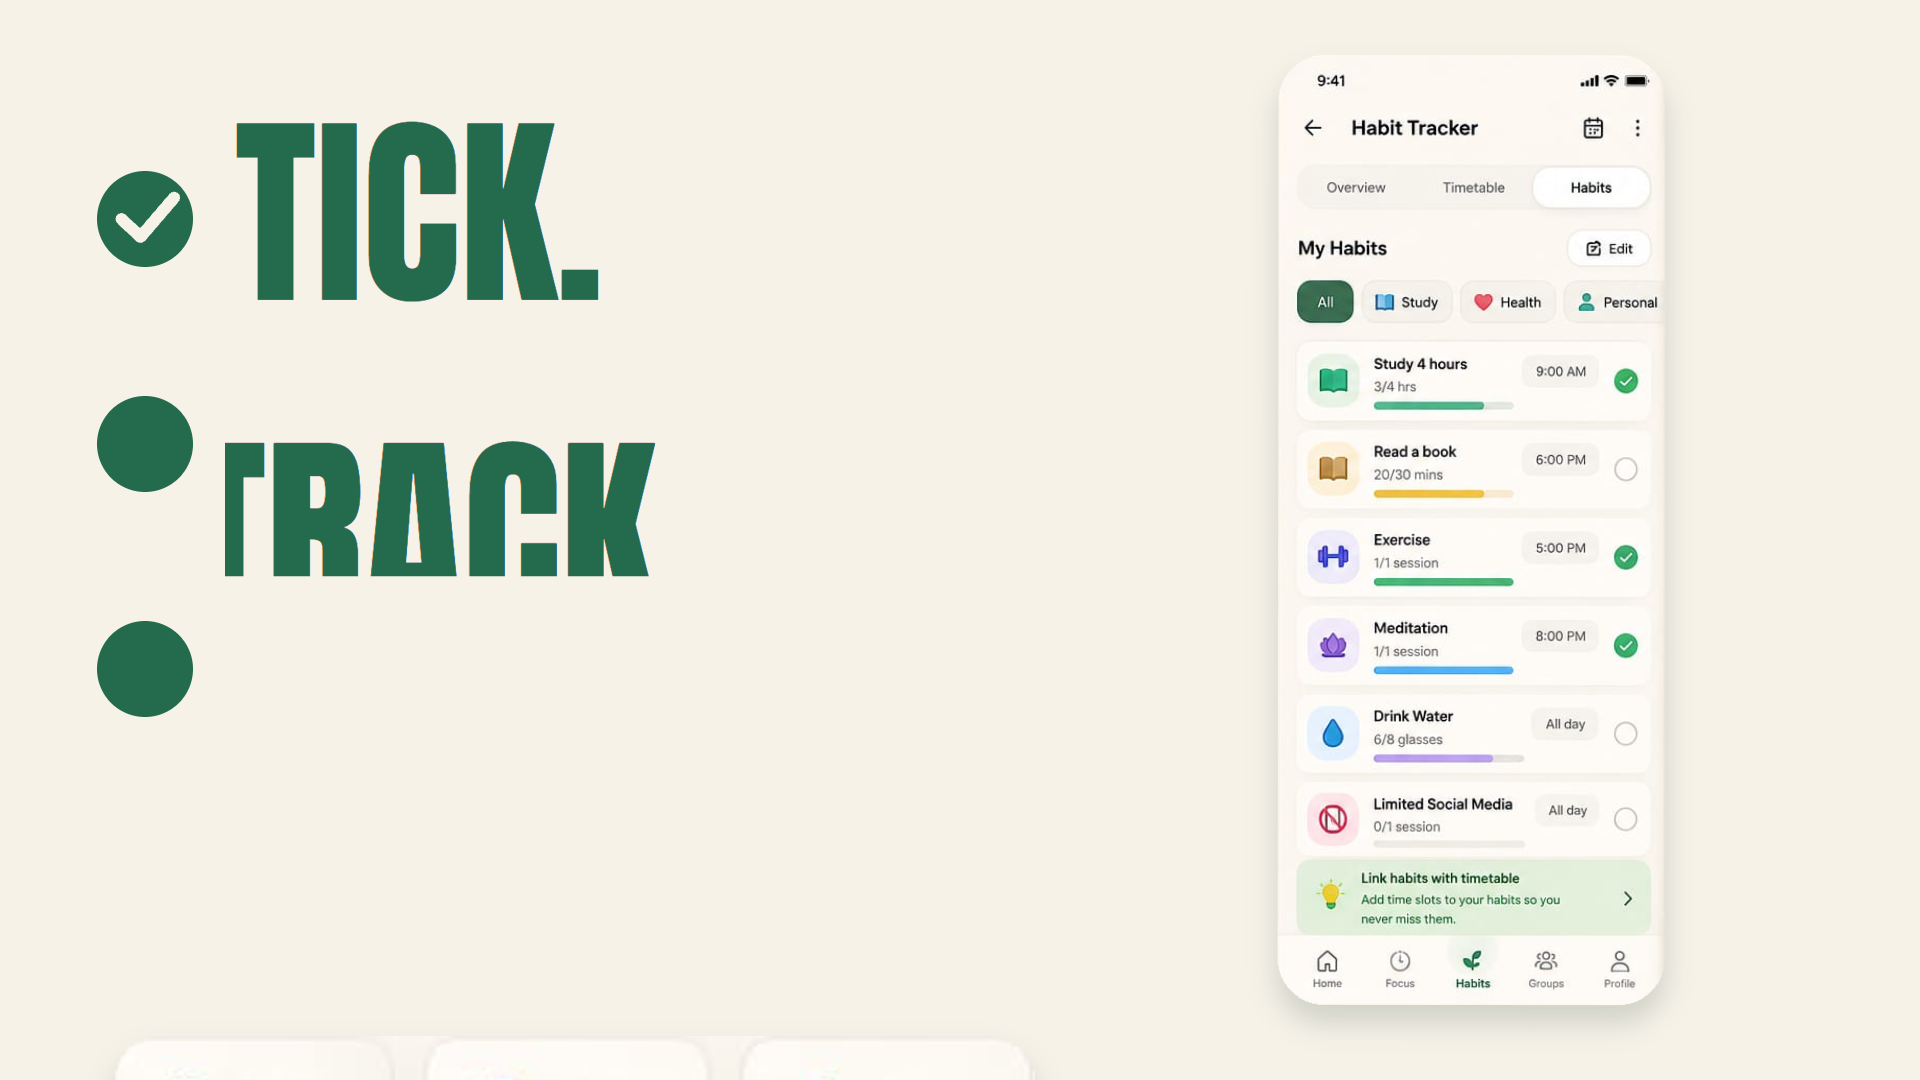 TICK.
TRACK
9:41
Habit Tracker
Overview Timetable Habits
My Habits
Edit
All Study Health Personal
Study 4 hours
3/4 hrs
9:00 AM
Read a book
20/30 mins
6:00 PM
Exercise
1/1 session
5:00 PM
Meditation
1/1 session
8:00 PM
Drink Water
6/8 glasses
All day
Limited Social Media
0/1 session
All day
Link habits with timetable
Add time slots to your habits so you
never miss them.
Home Focus Habits Groups Profile